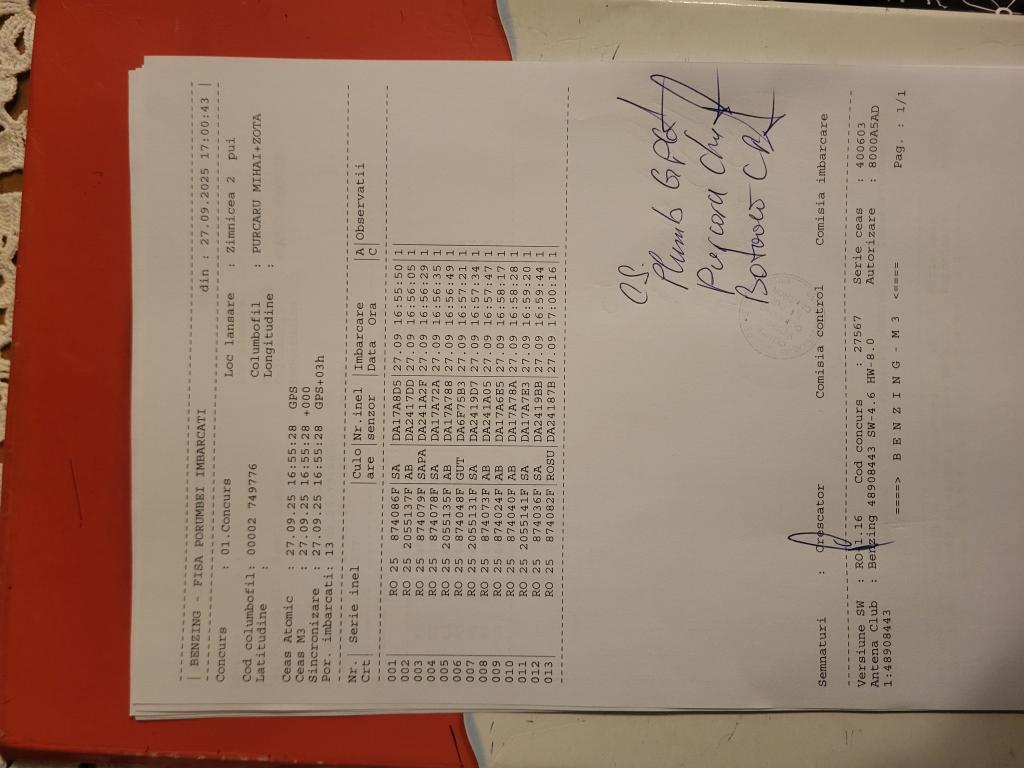 | BENZING - FISA PORUMBEI IMBARCATI din : 27.09.2025 17:00:43 |
Concurs : 01.Concurs Loc lansare : Zimnicea 2 pui
Cod columbofil: 00002 749776 Columbofil : PURCARU MIHAI+ZOTA
Latitudine : Longitudine :
Ceas Atomic : 27.09.25 16:55:28 GPS
Ceas M3 : 27.09.25 16:55:28 +000
Sincronizare : 27.09.25 16:55:28 GPS+03h
Por. imbarcati: 13
Nr.| Serie inel |Culo|Nr.inel |Imbarcare |A|Observatii
Crt| |are |senzor |Data Ora |C|
001 | RO 25 874086F|SA |DA17A8D5|27.09 16:55:50|1|
002 | RO 25 2055137F|AB |DA2417DD|27.09 16:56:05|1|
003 | RO 25 874079F|SAPA|DA241A2F|27.09 16:56:29|1|
004 | RO 25 874078F|SA |DA17A72A|27.09 16:56:35|1|
005 | RO 25 2055135F|AB |DA17A788|27.09 16:56:49|1|
006 | RO 25 874048F|GUT |DA6F75B3|27.09 16:57:21|1|
007 | RO 25 2055131F|SA |DA2419D7|27.09 16:57:34|1|
008 | RO 25 874073F|AB |DA241A05|27.09 16:57:47|1|
009 | RO 25 874024F|AB |DA17A6E5|27.09 16:58:17|1|
010 | RO 25 874040F|AB |DA17A78A|27.09 16:58:28|1|
011 | RO 25 2055141F|SA |DA17A7E3|27.09 16:59:20|1|
012 | RO 25 874036F|SA |DA2419BB|27.09 16:59:44|1|
013 | RO 25 874082F|ROSU|DA24187B|27.09 17:00:16|1|
Semnaturi : Crescator Comisia control Comisia imbarcare
Versiune SW : RO 1.16 Cod concurs : 27567 Serie ceas : 400603
Antena Club : Benzing 48908443 SW-4.6 HW-8.0 Autorizare : 8000A5AD
1:48908443
====> B E N Z I N G - M 3 <==== Pag. : 1/1